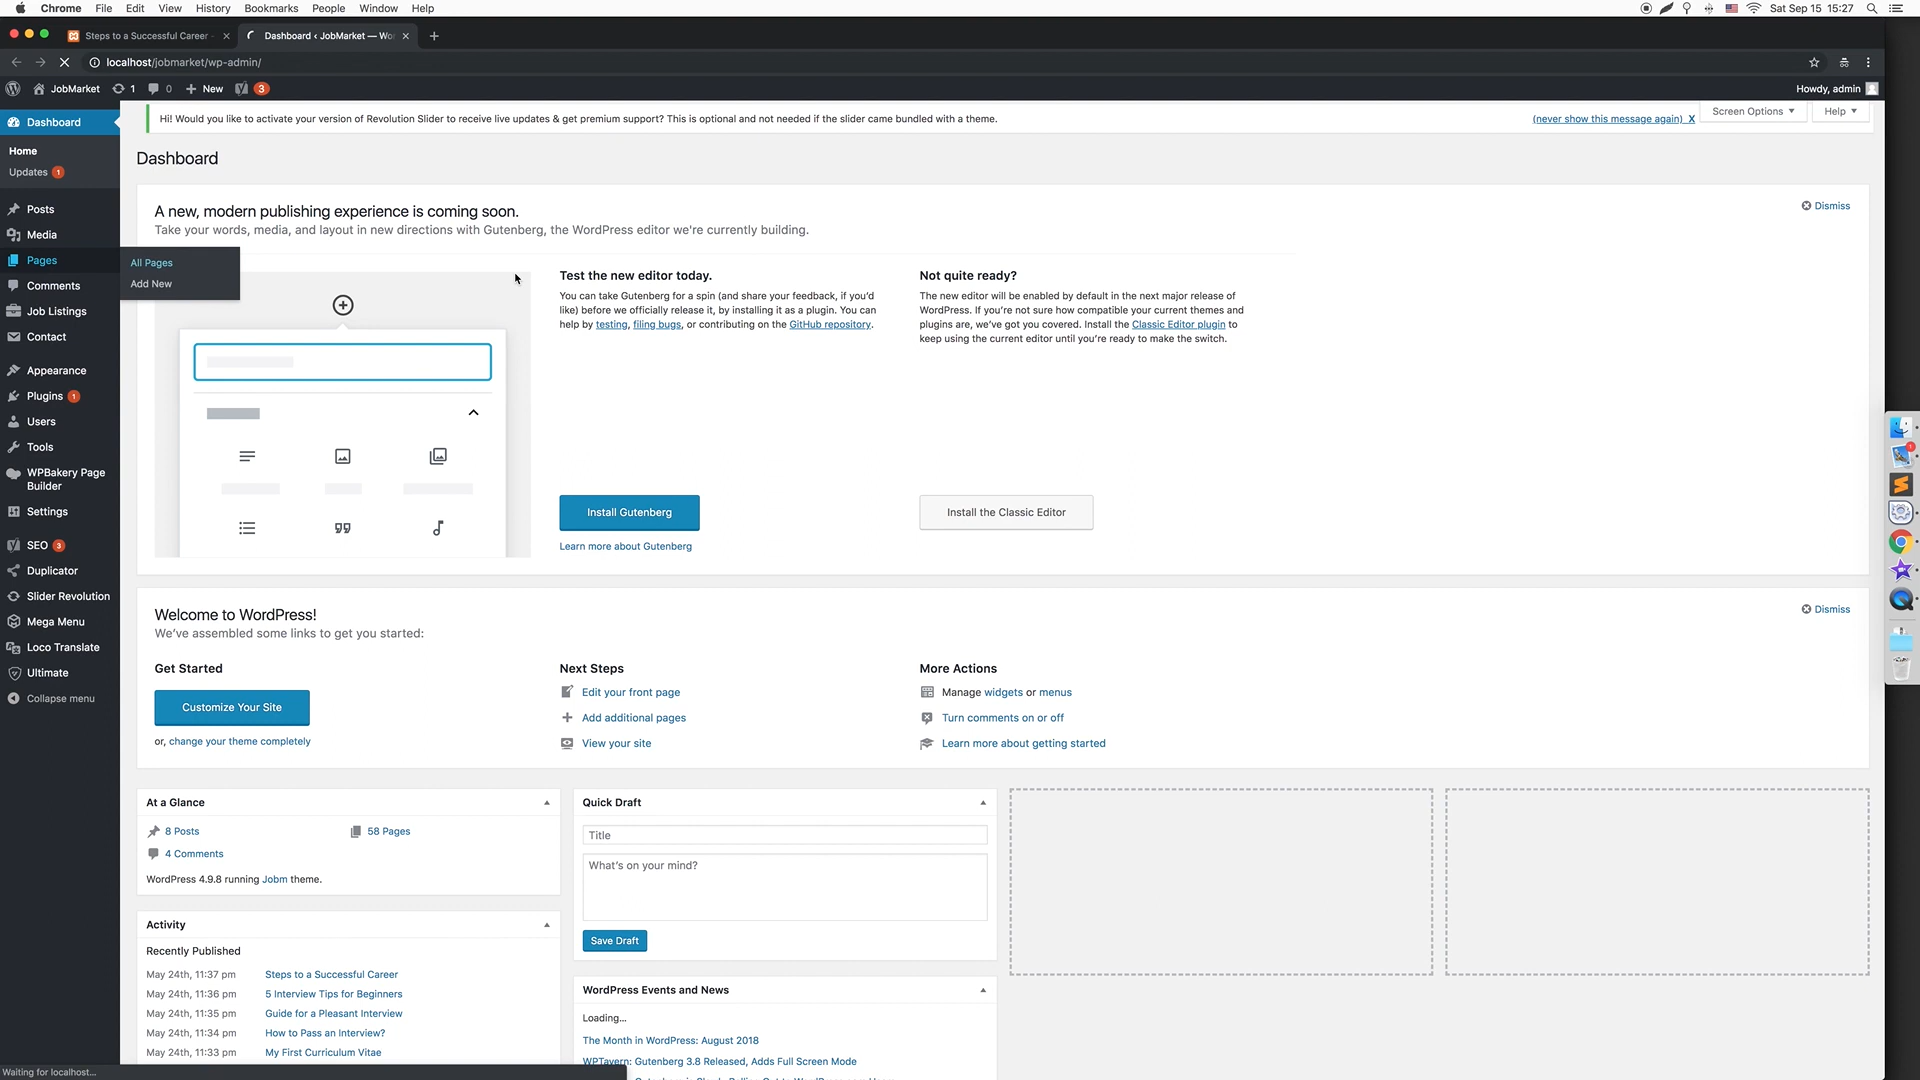 Chrome File Edit View History Bookmarks People Window Help
Sat Sep 15 15:27
Steps to a Successful Career -
Dashboard ‹ JobMarket — Wo
localhost/jobmarket/wp-admin/
JobMarket 1 0 New 3
Howdy, admin
Dashboard
Home
Updates 1
Posts
Media
Pages
All Pages
Add New
Comments
Job Listings
Contact
Appearance
Plugins 1
Users
Tools
WPBakery Page
Builder
Settings
SEO 3
Duplicator
Slider Revolution
Mega Menu
Loco Translate
Ultimate
Collapse menu
Hi! Would you like to activate your version of Revolution Slider to receive live updates & get premium support? This is optional and not needed if the slider came bundled with a theme.
(never show this message again) X
Screen Options
Help
Dashboard
A new, modern publishing experience is coming soon.
Dismiss
Take your words, media, and layout in new directions with Gutenberg, the WordPress editor we're currently building.
Test the new editor today.
You can take Gutenberg for a spin (and share your feedback, if you'd
like) before we officially release it, by installing it as a plugin. You can
help by testing, filing bugs, or contributing on the GitHub repository.
Install Gutenberg
Learn more about Gutenberg
Not quite ready?
The new editor will be enabled by default in the next major release of
WordPress. If you're not sure how compatible your current themes and
plugins are, we've got you covered. Install the Classic Editor plugin to
keep using the current editor until you're ready to make the switch.
Install the Classic Editor
Welcome to WordPress!
Dismiss
We've assembled some links to get you started:
Get Started
Customize Your Site
or, change your theme completely
Next Steps
Edit your front page
Add additional pages
View your site
More Actions
Manage widgets or menus
Turn comments on or off
Learn more about getting started
At a Glance
8 Posts
58 Pages
4 Comments
WordPress 4.9.8 running Jobm theme.
Activity
Recently Published
May 24th, 11:37 pm Steps to a Successful Career
May 24th, 11:36 pm 5 Interview Tips for Beginners
May 24th, 11:35 pm Guide for a Pleasant Interview
May 24th, 11:34 pm How to Pass an Interview?
May 24th, 11:33 pm My First Curriculum Vitae
Quick Draft
Title
What's on your mind?
Save Draft
WordPress Events and News
Loading...
The Month in WordPress: August 2018
WPTavern: Gutenberg 3.8 Released, Adds Full Screen Mode
Waiting for localhost...